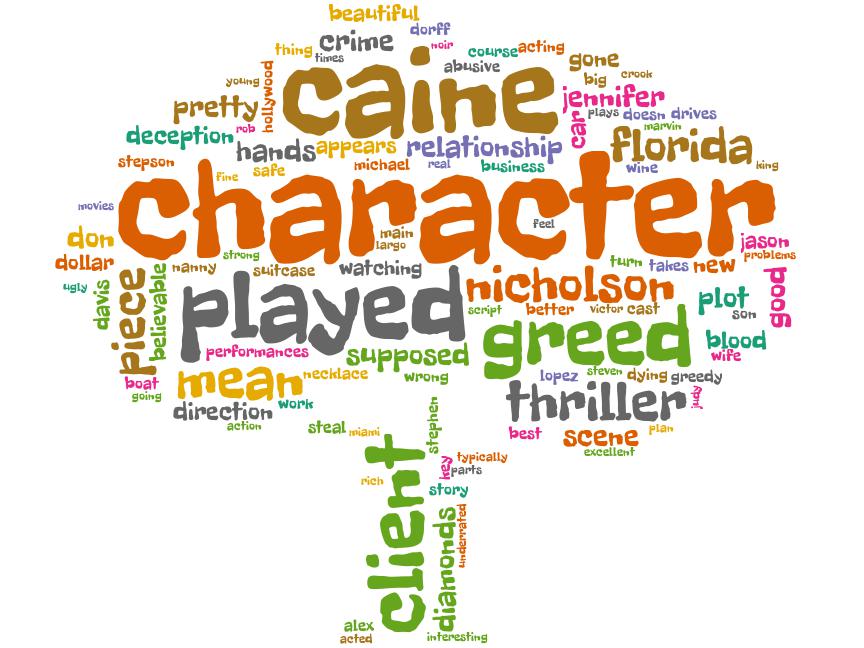 beautiful
dorff
thing
crime
noir
times
course
acting
gone
abusive
big
crook
young
hollywood
caine
pretty
jennifer
plays
doesn
drives
car
marvin
deception
rob
hands
appears
relationship
florida
stepson
fine
safe
michael
real
business
wine
king
movies
character
feel
don
main
largo
jason
problems
dollar
strong
ugly
davis
piece
believable
nanny
suitcase
watching
turn
takes
new
good
played
nicholson
plot
son
script
better
victor
cast
greed
blood
wife
performances
supposed
boat
going
mean
necklace
wrong
lopez
steven
dying
greedy
direction
work
thriller
judy
action
steal
miami
stephen
best
scene
plan
excellent
client
key
typically
parts
rich
story
diamonds
underrated
alex
acted
interesting